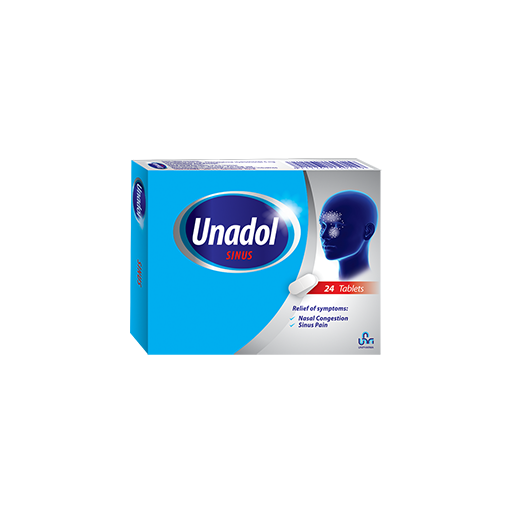 Unadol
SINUS
24 Tablets
Relief of symptoms:
Nasal Congestion
Sinus Pain
Unadol
SINUS